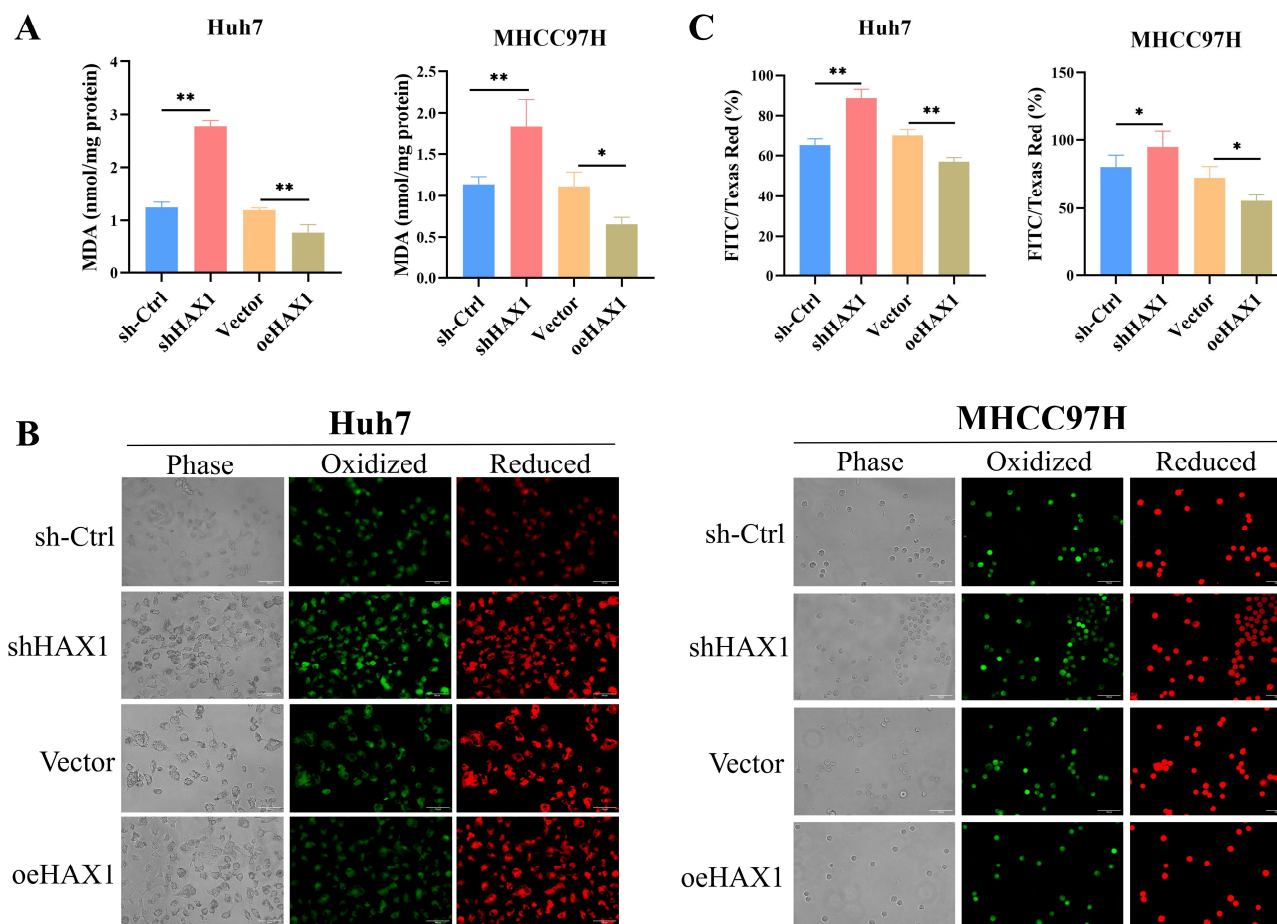 A
Huh7
MDA (nmol/mg protein)
4
3
2
1
0
**
**
sh-Ctrl
shHAX1
Vector
oeHAX1
MHCC97H
MDA (nmol/mg protein)
2.5
2.0
1.5
1.0
0.5
0.0
**
*
sh-Ctrl
shHAX1
Vector
oeHAX1
C
Huh7
FITC/Texas Red (%)
100
80
60
40
20
0
**
**
sh-Ctrl
shHAX1
Vector
oeHAX1
MHCC97H
FITC/Texas Red (%)
150
100
50
0
*
*
sh-Ctrl
shHAX1
Vector
oeHAX1
B
Huh7
Phase Oxidized Reduced
sh-Ctrl
shHAX1
Vector
oeHAX1
MHCC97H
Phase Oxidized Reduced
sh-Ctrl
shHAX1
Vector
oeHAX1